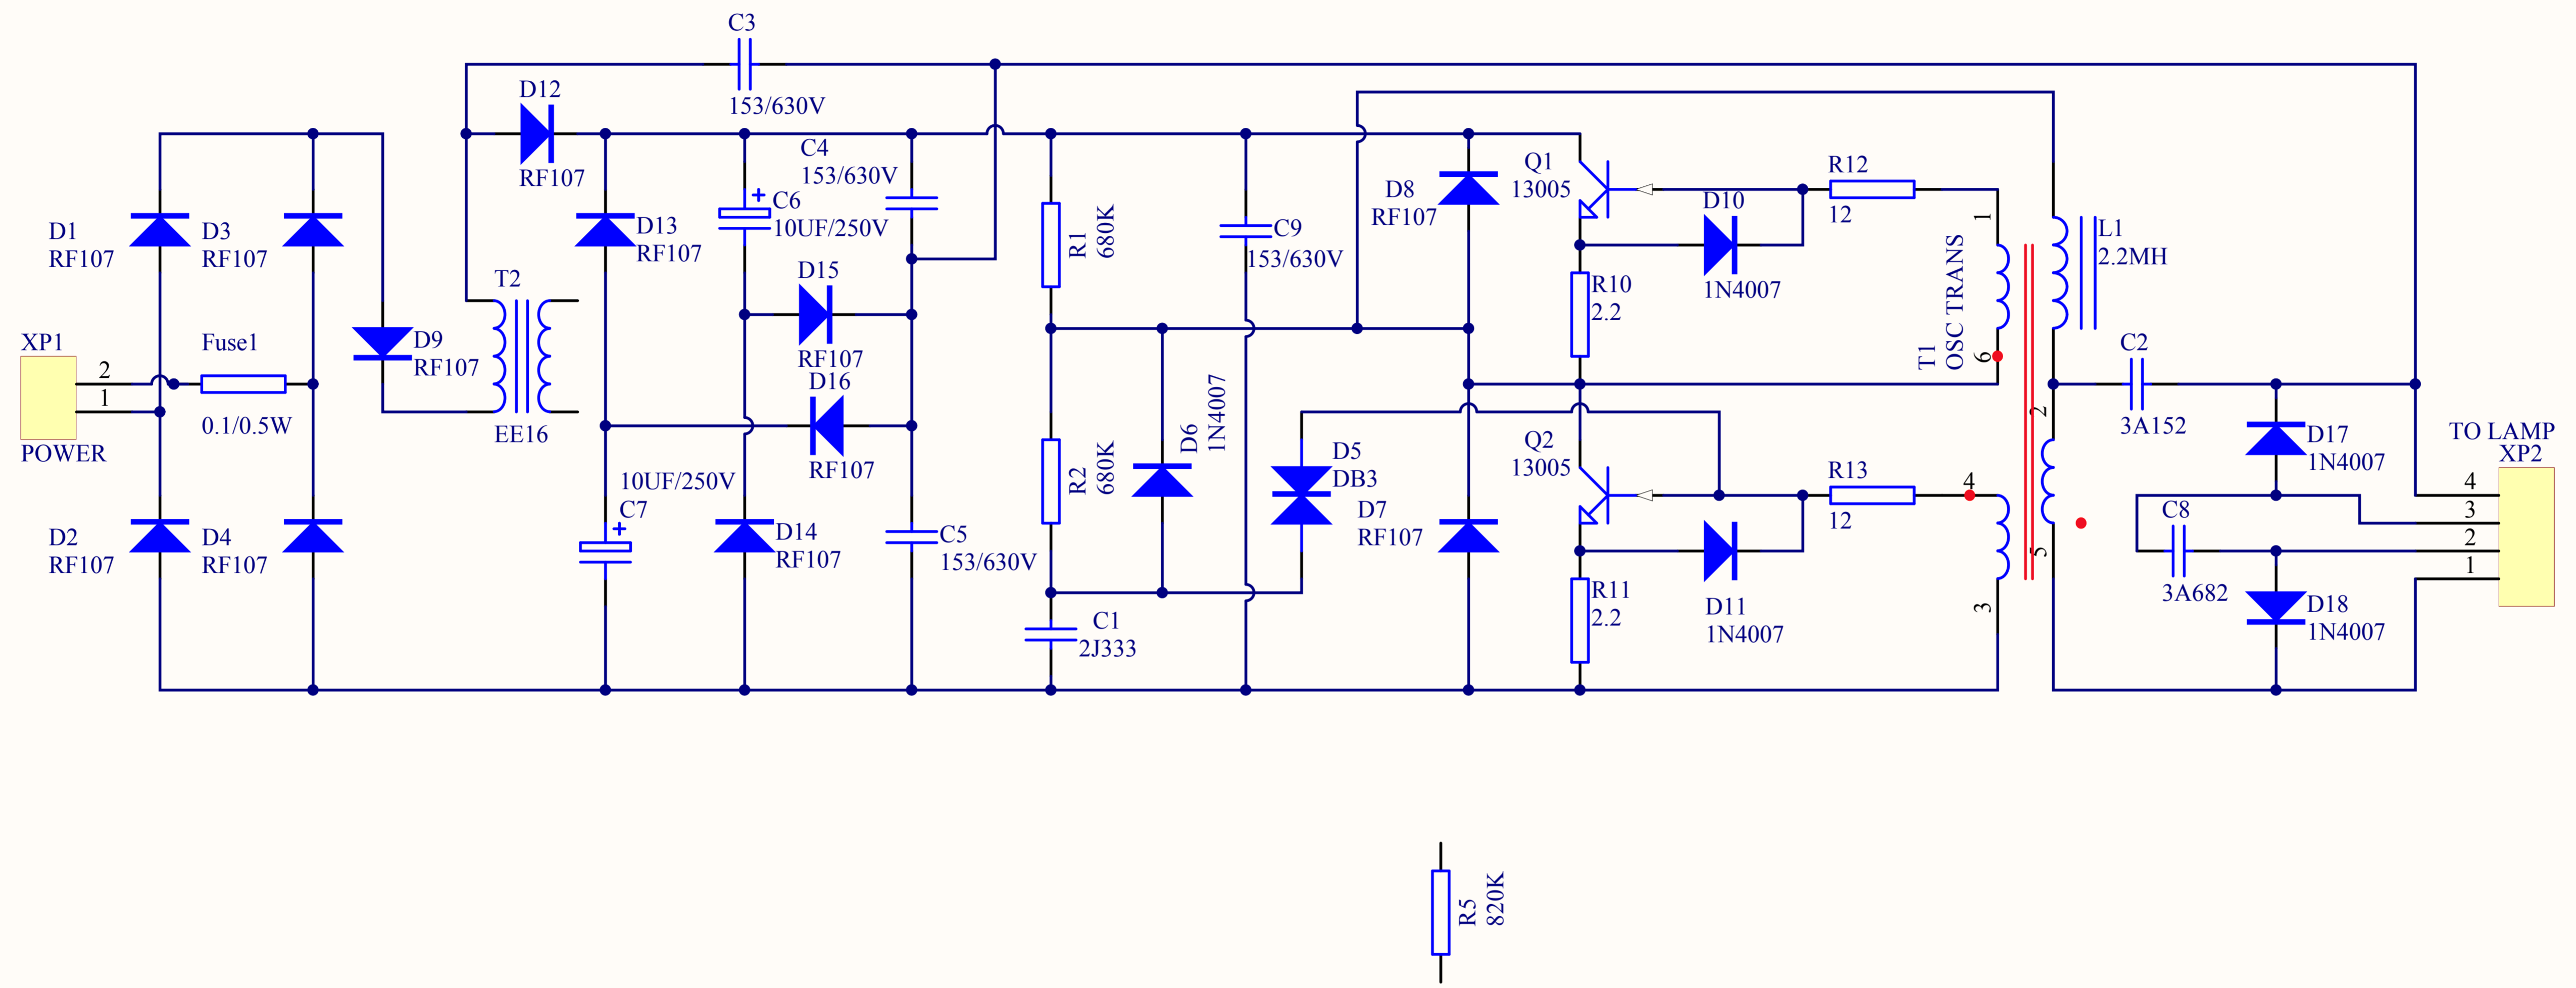 C3
153/630V
D12
RF107
C4
153/630V
C6
10UF/250V
D1
RF107
D3
RF107
D13
RF107
R1
680K
C9
153/630V
D8
RF107
Q1
13005
D10
1N4007
R12
12
1
L1
2.2MH
T2
EE16
D15
RF107
D16
RF107
R10
2.2
T1
OSC TRANS
6
XP1
2
1
POWER
Fuse1
0.1/0.5W
D9
RF107
C2
3A152
2
D6
1N4007
R2
680K
D5
DB3
D7
RF107
Q2
13005
R13
12
4
D17
1N4007
TO LAMP
XP2
4
3
2
1
10UF/250V
C7
D2
RF107
D4
RF107
D14
RF107
C5
153/630V
C1
2J333
R11
2.2
D11
1N4007
3
5
C8
3A682
D18
1N4007
R5
820K